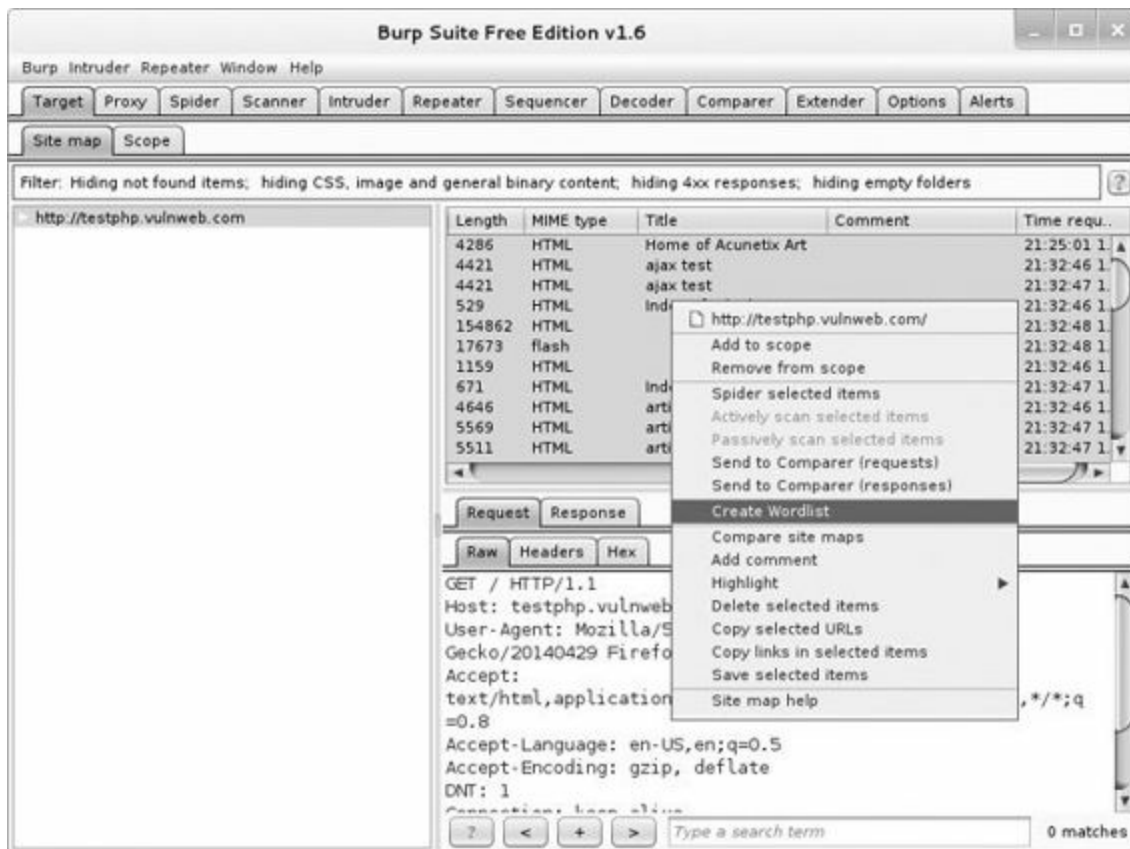 Burp Suite Free Edition v1.6
Burp Intruder Repeater Window Help
Target Proxy Spider Scanner Intruder Repeater Sequencer Decoder Comparer Extender Options Alerts
Site map Scope
Filter: Hiding not found items; hiding CSS, image and general binary content; hiding 4xx responses; hiding empty folders ?
http://testphp.vulnweb.com
Length MIME type Title Comment Time requ..
4286 HTML Home of Acunetix Art 21:25:01 1.
4421 HTML ajax test 21:32:46 1.
4421 HTML ajax test 21:32:47 1.
529 HTML 21:32:46 1.
154862 HTML 21:32:48 1.
17673 flash 21:32:48 1.
1159 HTML 21:32:46 1.
671 HTML Ind 21:32:47 1.
4646 HTML arti 21:32:46 1.
5569 HTML arti 21:32:47 1.
5511 HTML arti 21:32:47 1.
http://testphp.vulnweb.com/
Add to scope
Remove from scope
Spider selected items
Actively scan selected items
Passively scan selected items
Send to Comparer (requests)
Send to Comparer (responses)
Create Wordlist
Compare site maps
Add comment
Highlight
Delete selected items
Copy selected URLs
Copy links in selected items
Save selected items
Site map help
Request Response
Raw Headers Hex
GET / HTTP/1.1
Host: testphp.vulnweb
User-Agent: Mozilla/5
Gecko/20140429 Firefo
Accept:
text/html,application ,*/*;q
=0.8
Accept-Language: en-US,en;q=0.5
Accept-Encoding: gzip, deflate
DNT: 1
? < + > Type a search term 0 matches